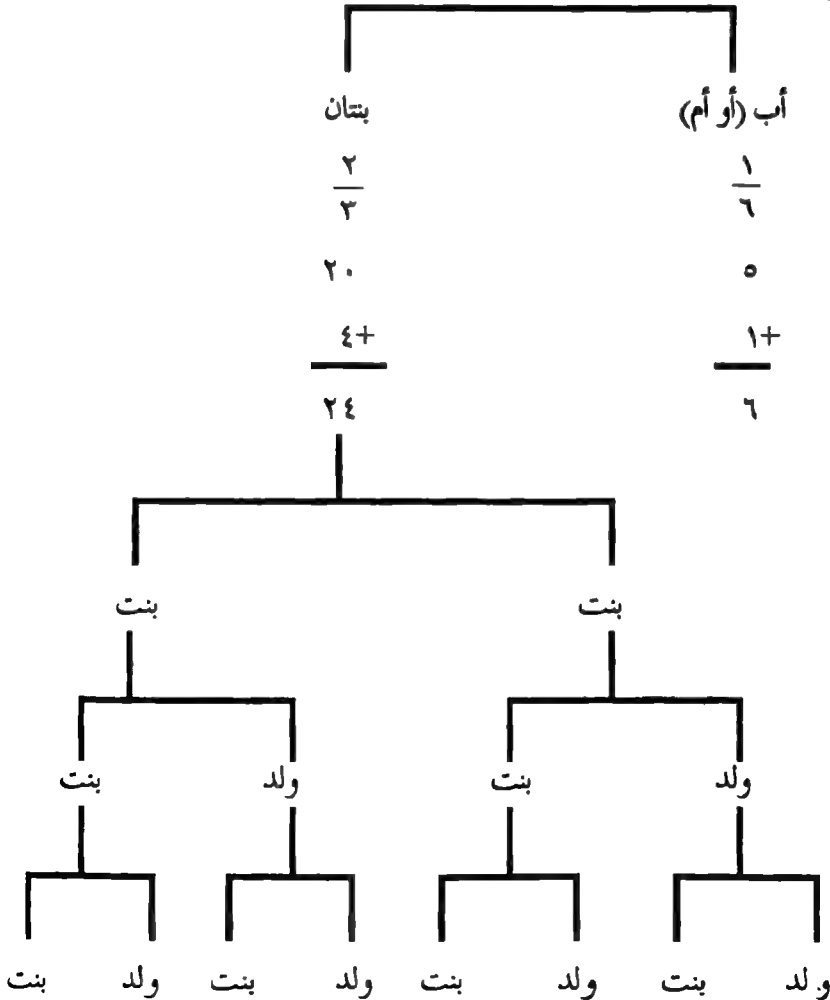 أب (أو أم) بنتان
١/٦ ٢/٣
٥ ٢٠
+١ +٤
٦ ٢٤
بنت بنت
ولد بنت ولد بنت
ولد بنت ولد بنت ولد بنت ولد بنت